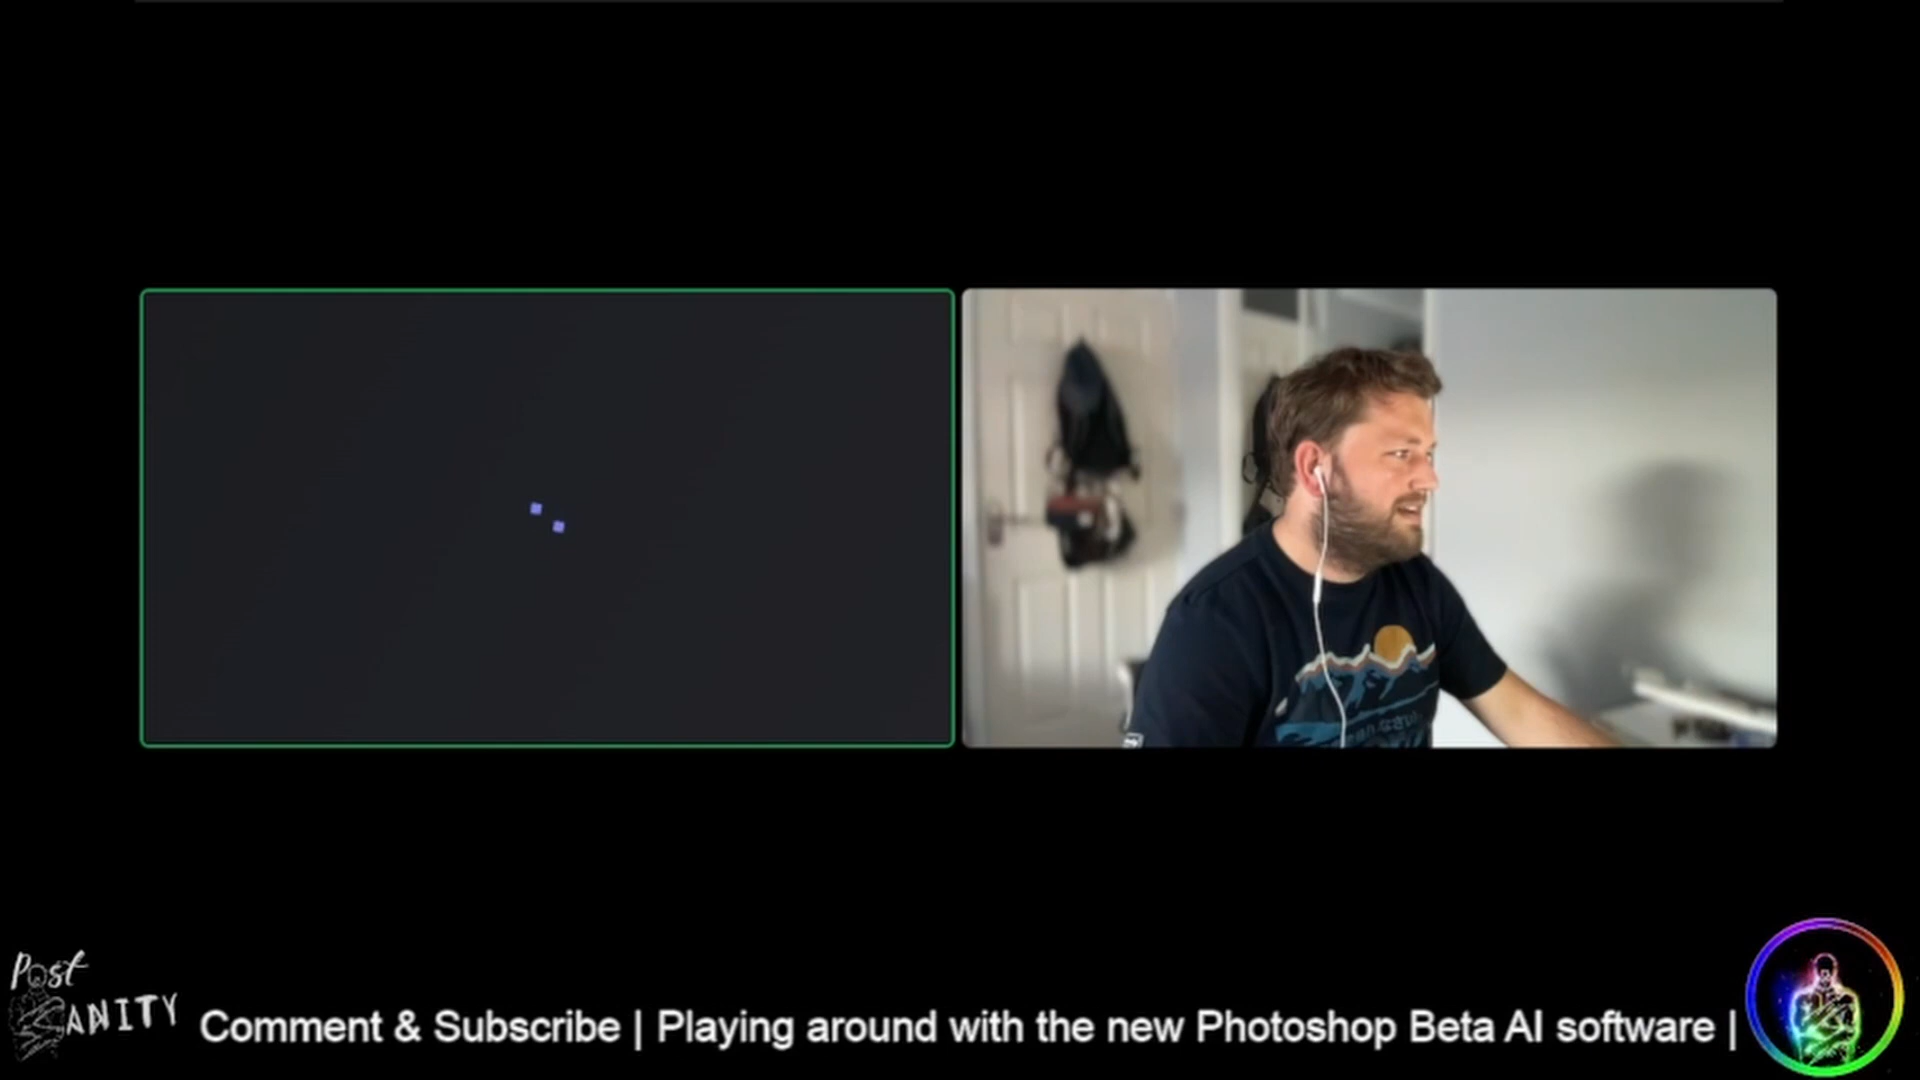 Post
SANITY
Comment & Subscribe | Playing around with the new Photoshop Beta AI software |